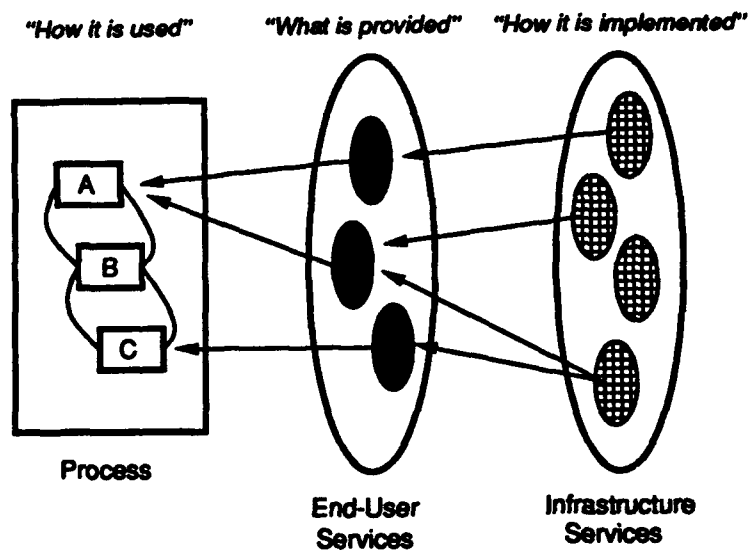 “How it is used”
“What is provided”
“How it is implemented”
A
B
C
Process
End-User
Services
Infrastructure
Services